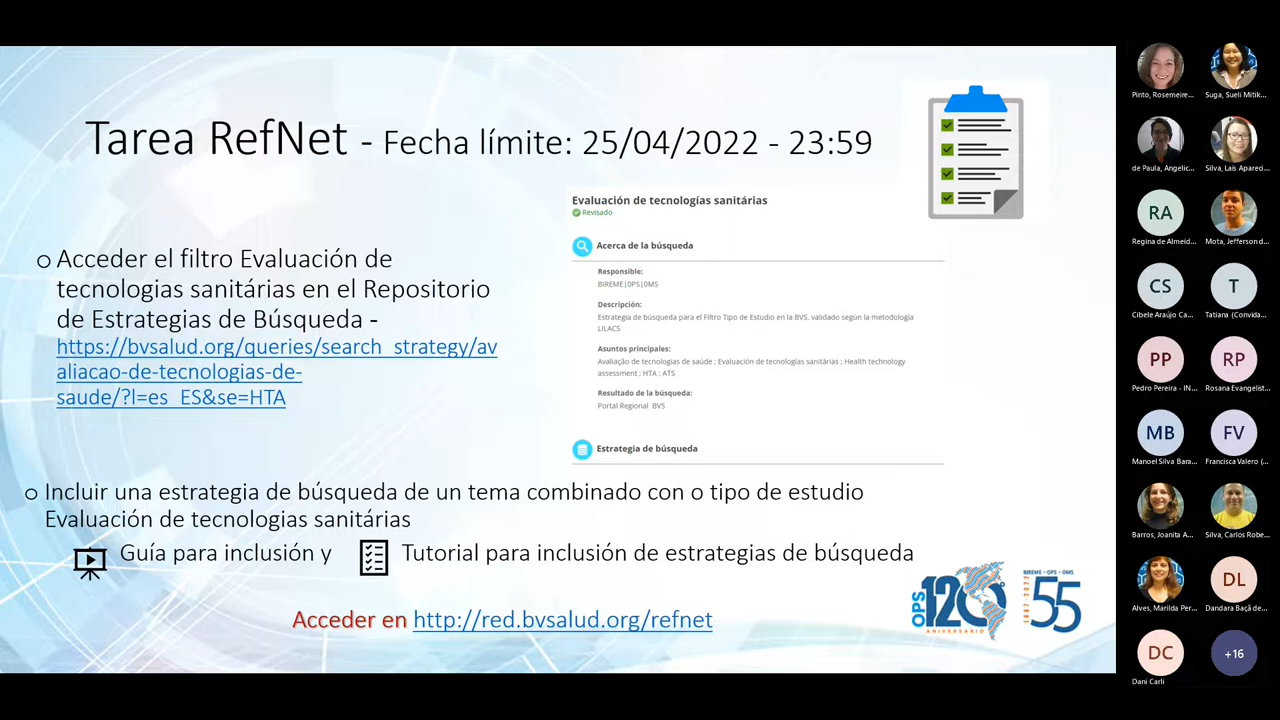 Tarea RefNet - Fecha límite: 25/04/2022 - 23:59
o Acceder el filtro Evaluación de
tecnologias sanitárias en el Repositorio
de Estrategias de Búsqueda -
https://bvsalud.org/queries/search_strategy/av
aliacao-de-tecnologias-de-
saude/?l=es_ES&se=HTA
Evaluación de tecnologías sanitárias
Revisado
Acerca de la búsqueda
Responsible:
BIREME|OPS|OMS
Descripción:
Estrategia de búsqueda para el Filtro Tipo de Estudio en la BVS, validado según la metodología
LILACS
Asuntos principales:
Avaliação de tecnologias de saude ; Evaluación de tecnologías sanitárias ; Health technology
assessment ; HTA ; ATS
Resultado de la búsqueda:
Portal Regional BVS
Estrategia de búsqueda
o Incluir una estrategia de búsqueda de un tema combinado con o tipo de estudio
Evaluación de tecnologias sanitárias
Guía para inclusión y
Tutorial para inclusión de estrategias de búsqueda
Acceder en http://red.bvsalud.org/refnet
OPS 120 ANIVERSARIO
BIREME • OPS • OMS
55
Pinto, Rosemeire...
Suga, Sueli Mitik...
de Paula, Angelic...
Silva, Lais Apareci...
RA
Regina de Almeid...
Mota, Jefferson d...
CS
Cibele Araújo Ca...
T
Tatiana (Convida...
PP
Pedro Pereira - IN...
RP
Rosana Evangelist...
MB
Manoel Silva Bara...
FV
Francisca Valero (...
Barros, Joanita A...
Silva, Carlos Robe...
Alves, Marilda Per...
DL
Dandara Baçã de...
DC
Dani Carli
+16